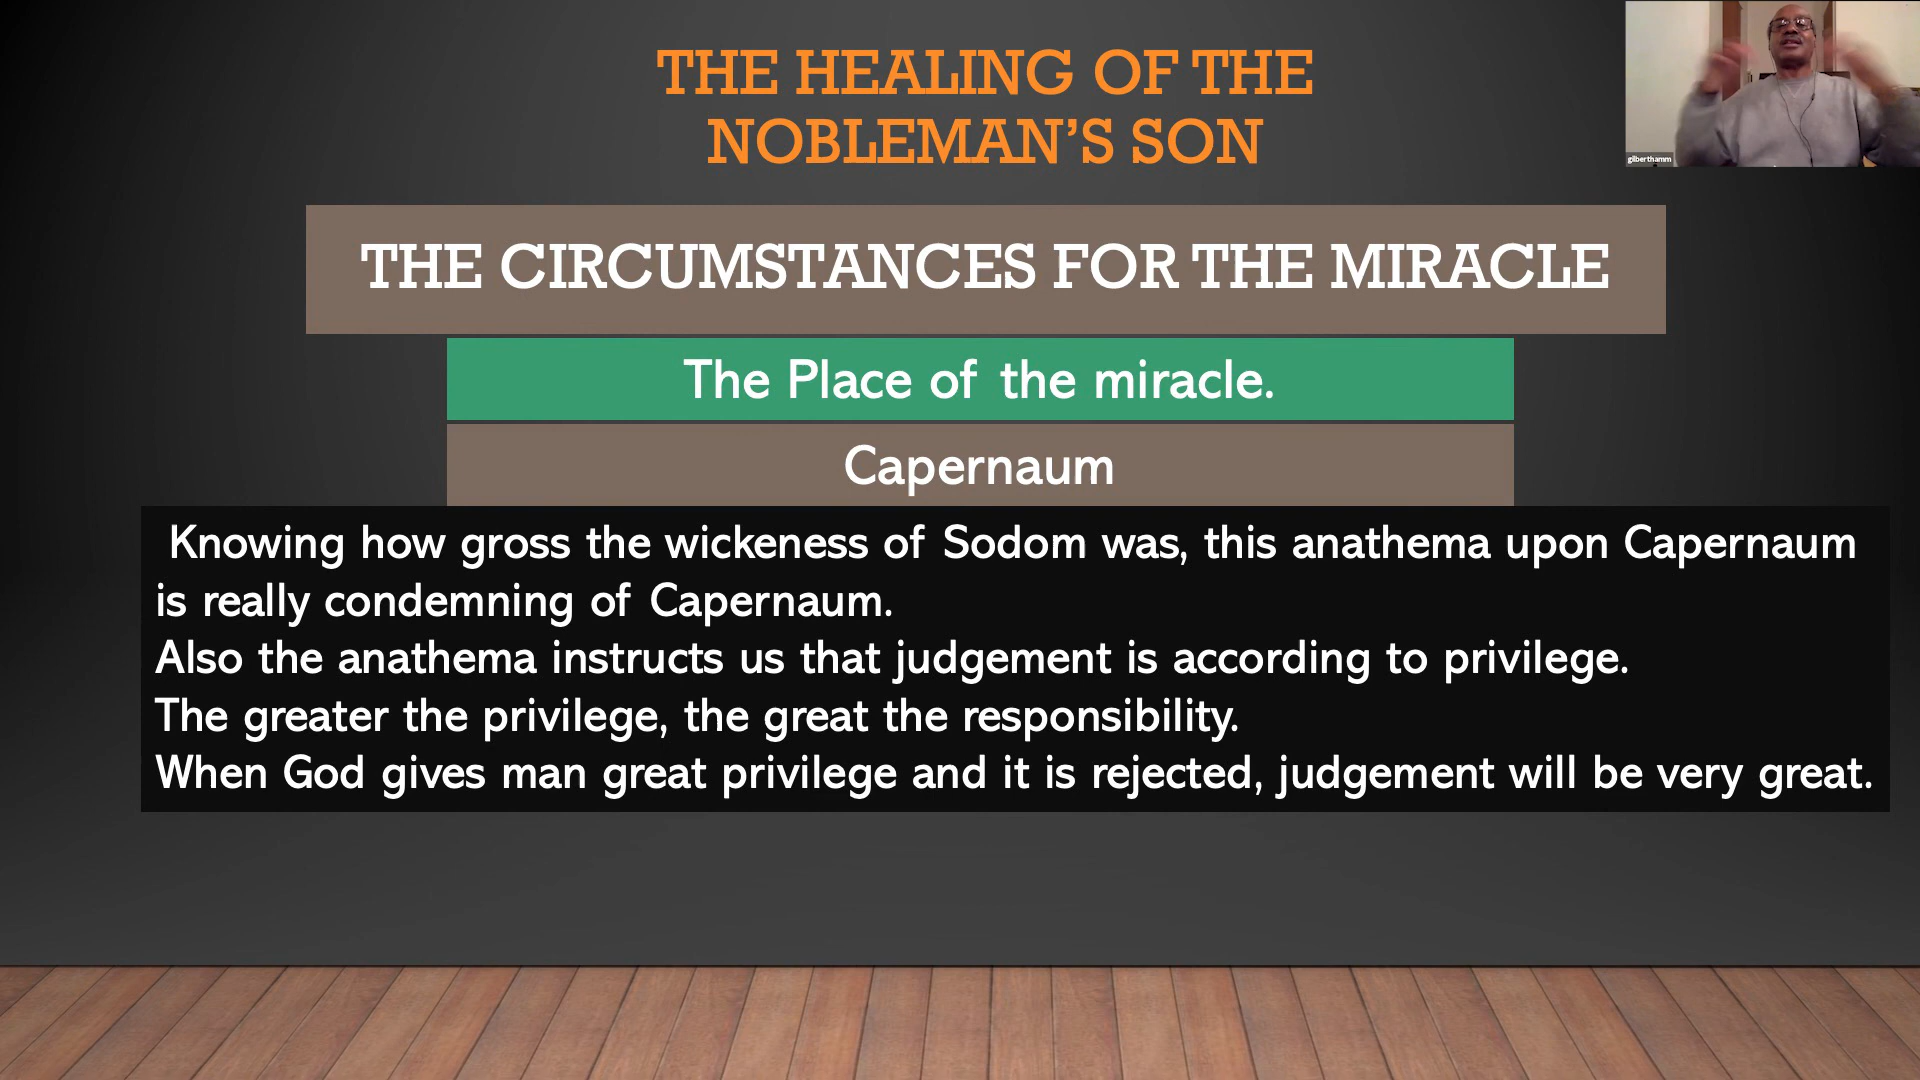 THE HEALING OF THE
NOBLEMAN’S SON
gilberthamm
THE CIRCUMSTANCES FOR THE MIRACLE
The Place of the miracle.
Capernaum
Knowing how gross the wickeness of Sodom was, this anathema upon Capernaum
is really condemning of Capernaum.
Also the anathema instructs us that judgement is according to privilege.
The greater the privilege, the great the responsibility.
When God gives man great privilege and it is rejected, judgement will be very great.